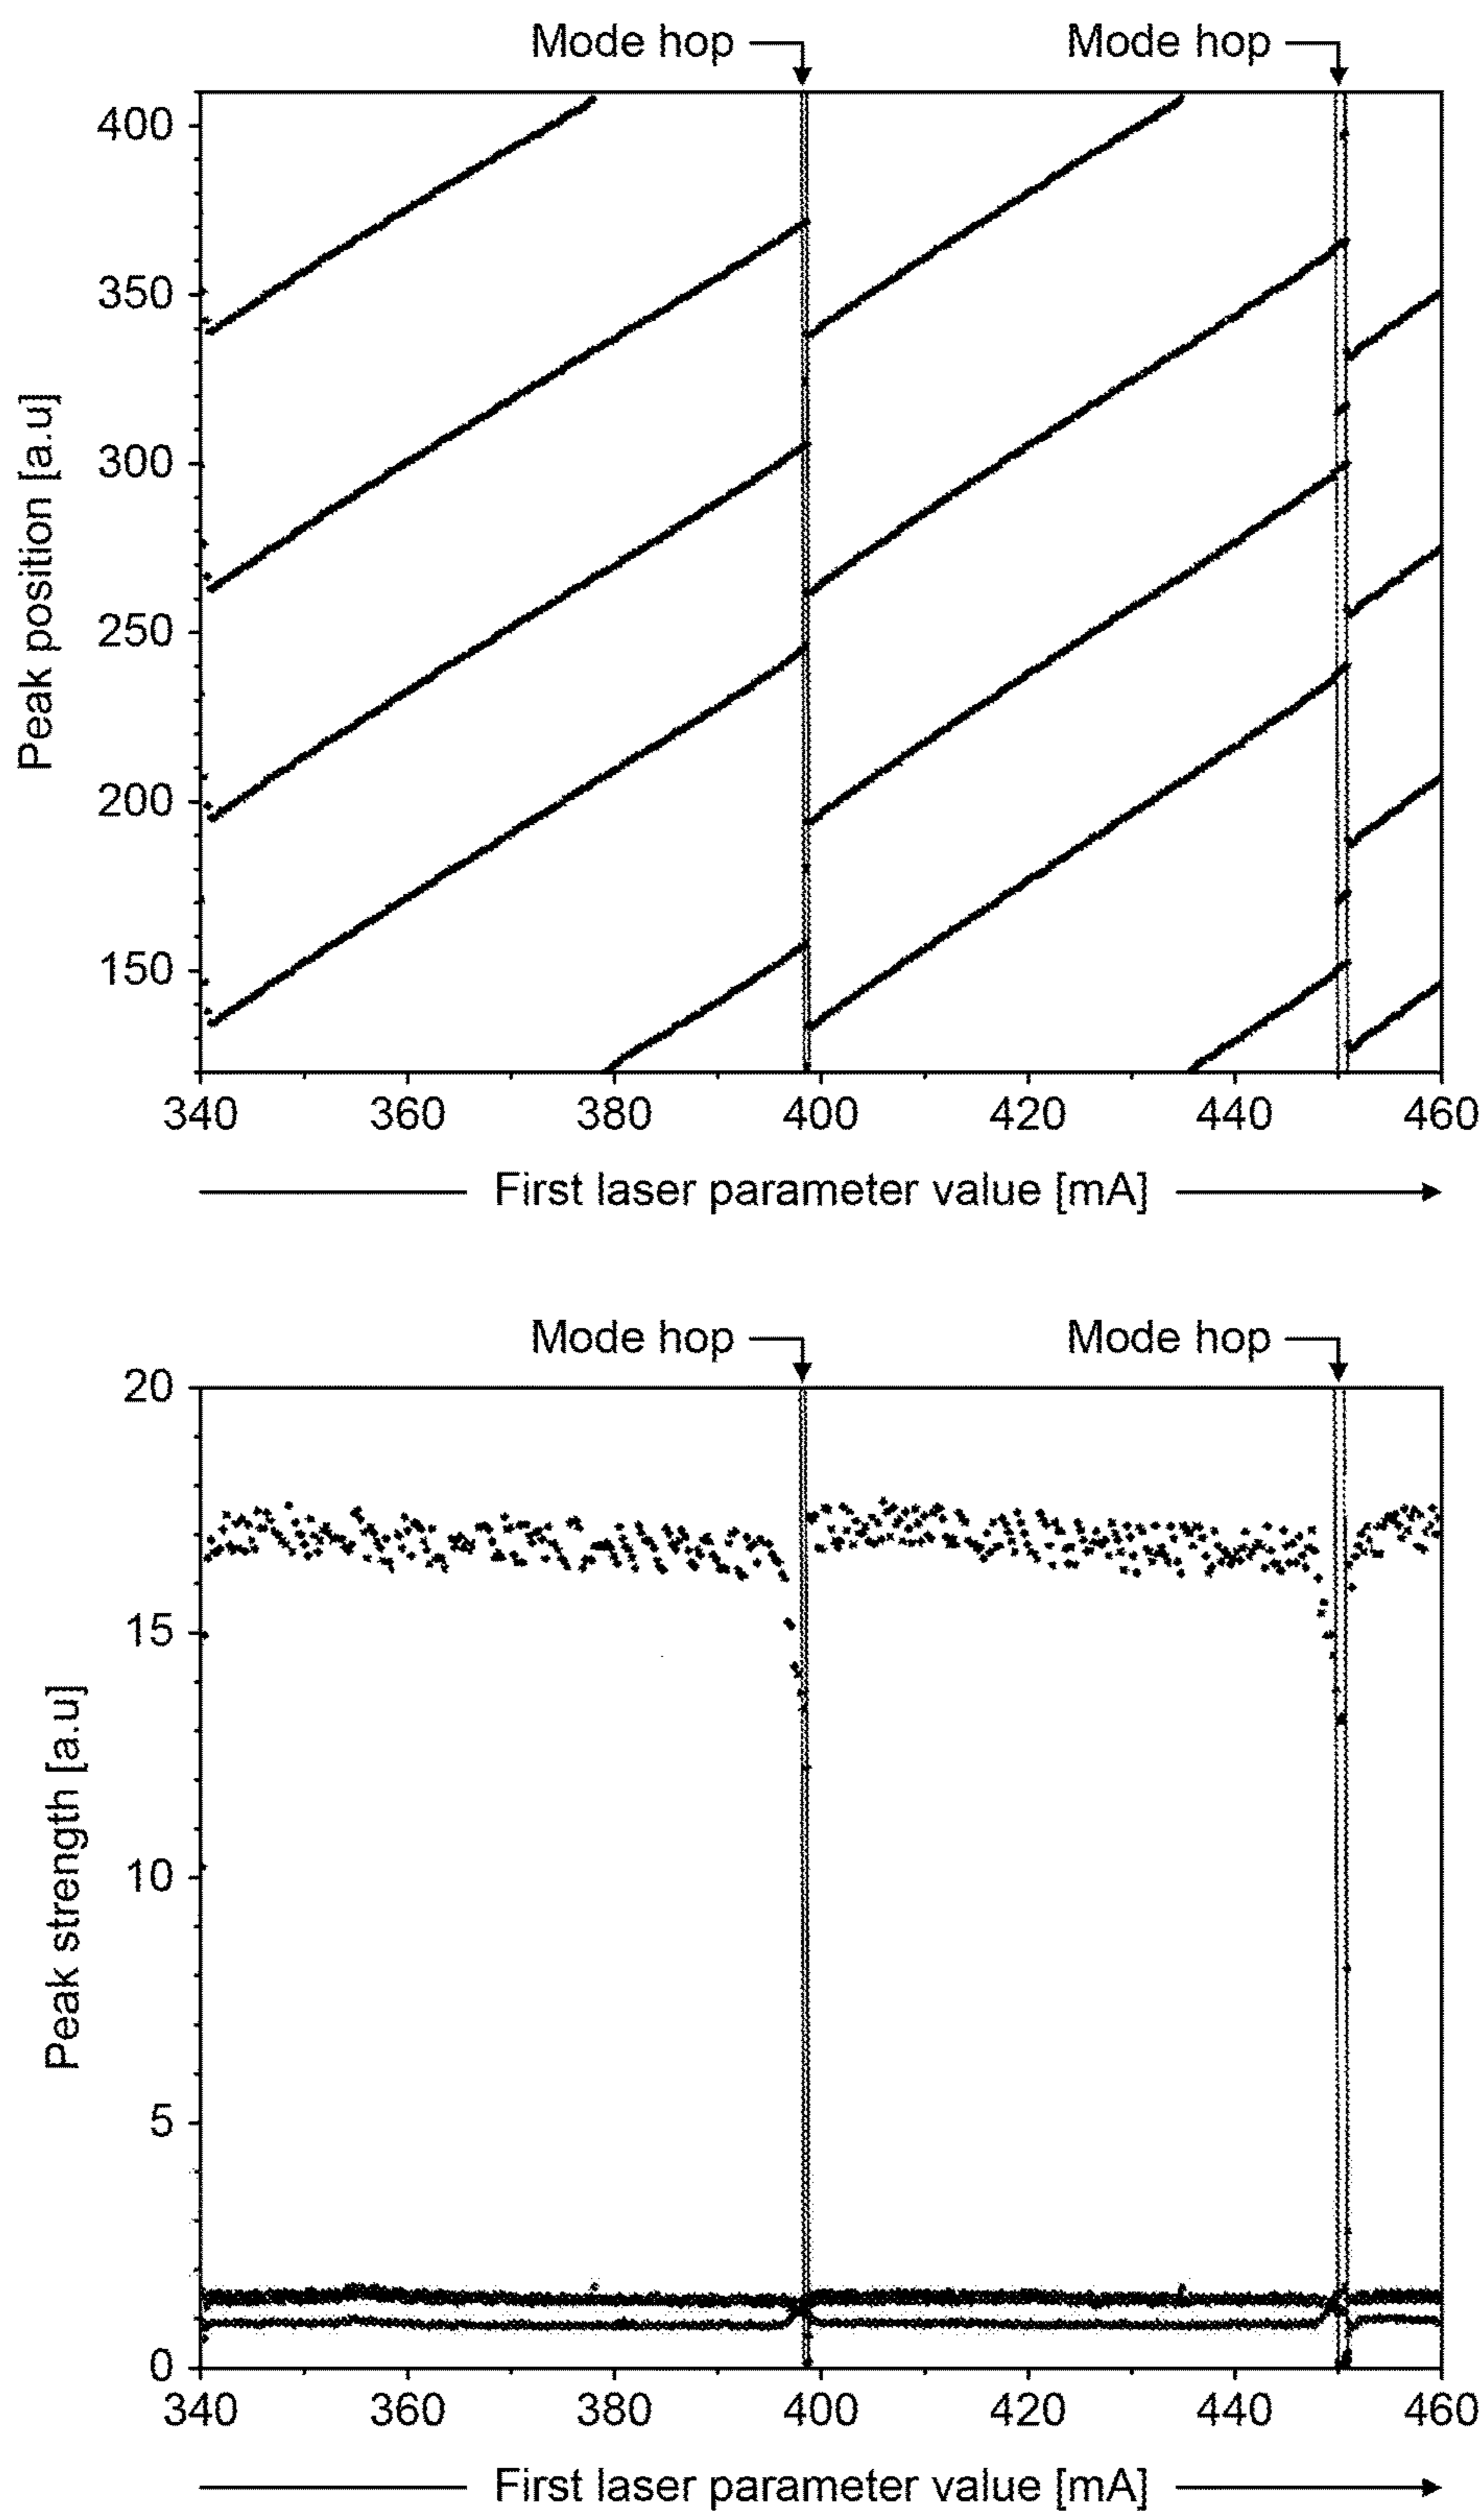 Mode hop Mode hop
400
350
300
250
200
150
Peak position [a.u]
340 360 380 400 420 440 460
First laser parameter value [mA]
Mode hop Mode hop
20
15
10
5
0
Peak strength [a.u]
340 360 380 400 420 440 460
First laser parameter value [mA]